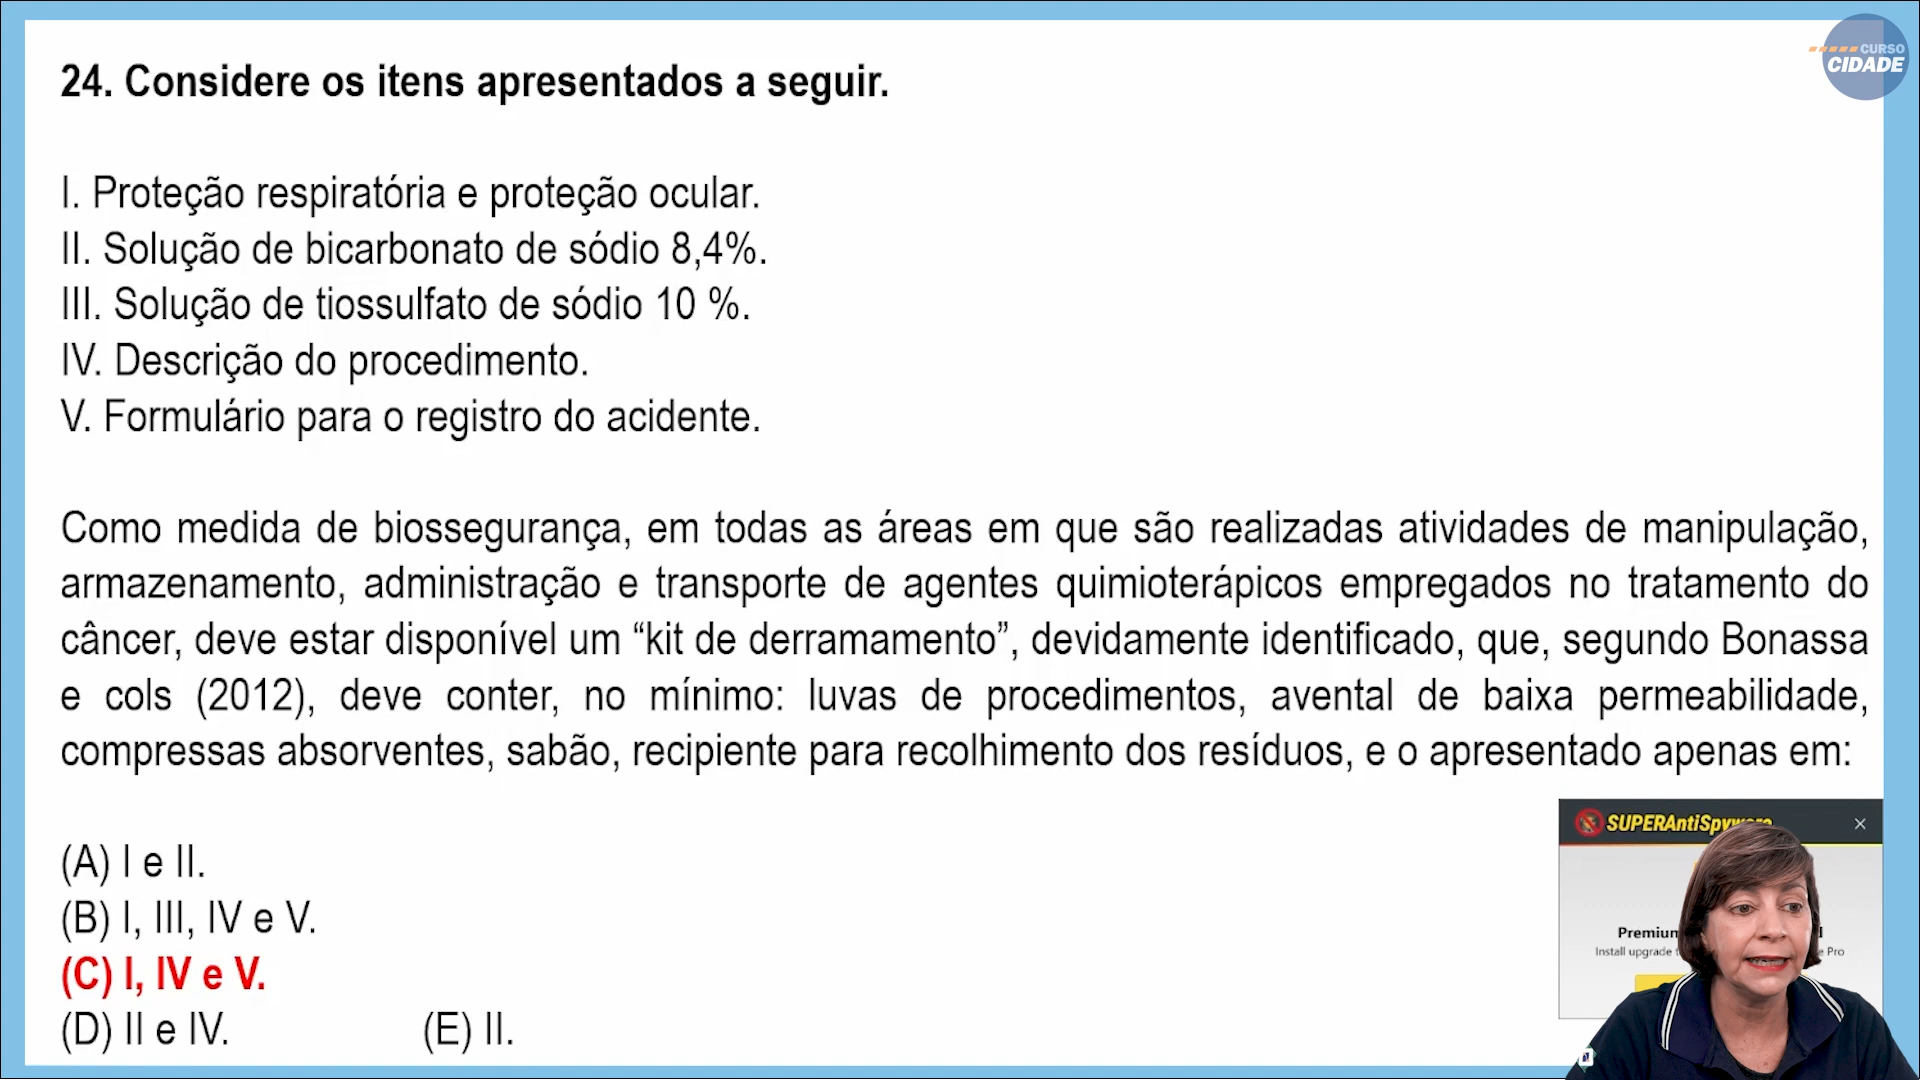 CURSO
CIDADE
24. Considere os itens apresentados a seguir.
I. Proteção respiratória e proteção ocular.
II. Solução de bicarbonato de sódio 8,4%.
III. Solução de tiossulfato de sódio 10 %.
IV. Descrição do procedimento.
V. Formulário para o registro do acidente.
Como medida de biossegurança, em todas as áreas em que são realizadas atividades de manipulação,
armazenamento, administração e transporte de agentes quimioterápicos empregados no tratamento do
câncer, deve estar disponível um “kit de derramamento”, devidamente identificado, que, segundo Bonassa
e cols (2012), deve conter, no mínimo: luvas de procedimentos, avental de baixa permeabilidade,
compressas absorventes, sabão, recipiente para recolhimento dos resíduos, e o apresentado apenas em:
(A) I e II.
(B) I, III, IV e V.
(C) I, IV e V.
(D) II e IV. (E) II.
SUPERAntiSpyware
Premium
Install upgrade Pro